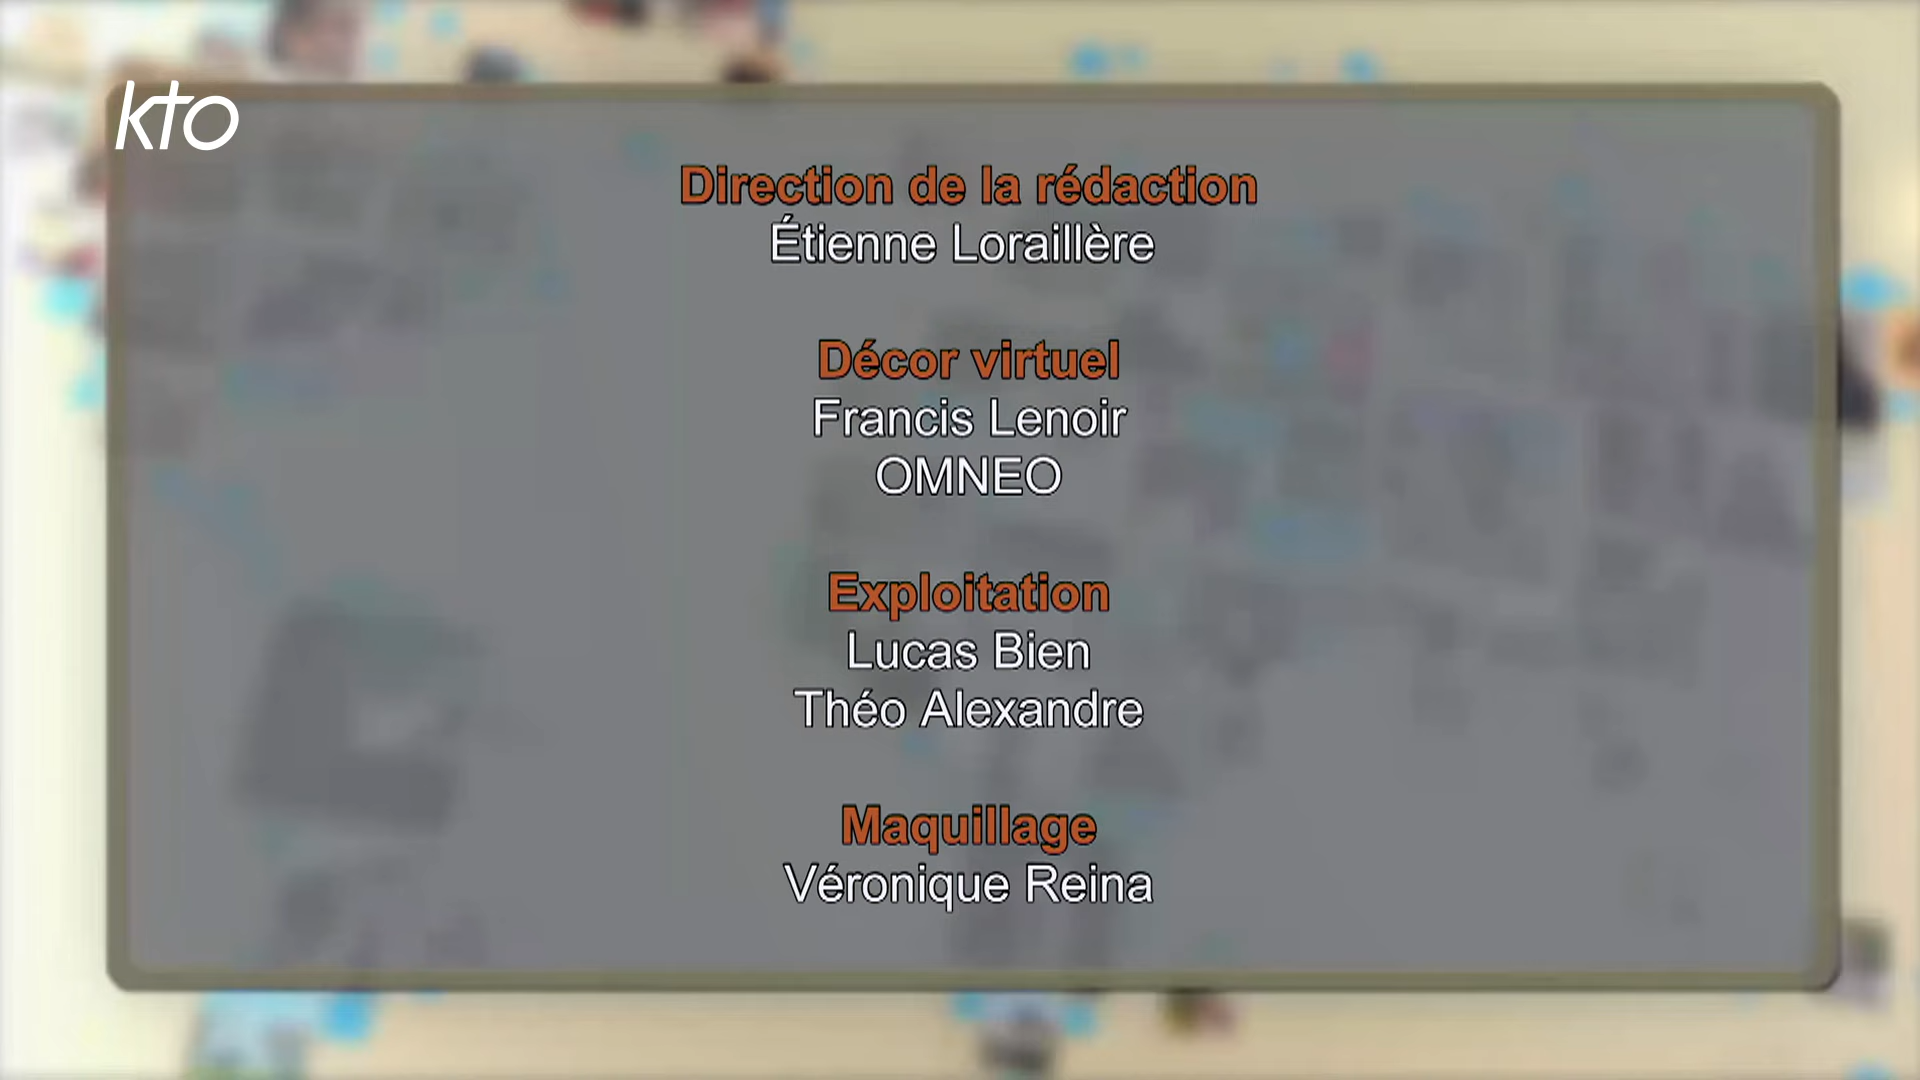 kto
Direction de la rédaction
Étienne Loraillère
Décor virtuel
Francis Lenoir
OMNEO
Exploitation
Lucas Bien
Théo Alexandre
Maquillage
Véronique Reina